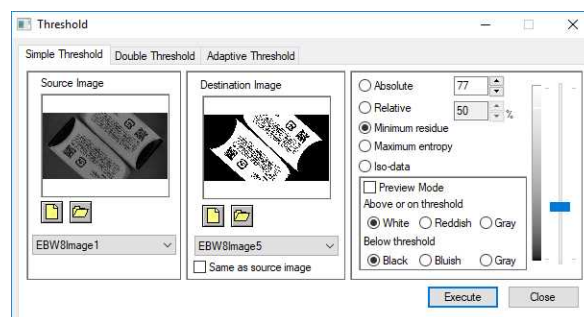 Threshold
Simple Threshold
Double Threshold
Adaptive Threshold
Source Image
EBW8Image1
Destination Image
EBW8Image5
Same as source image
Absolute 77
Relative 50 %
Minimum residue
Maximum entropy
Iso-data
Preview Mode
Above or on threshold
White Reddish Gray
Below threshold
Black Bluish Gray
Execute Close